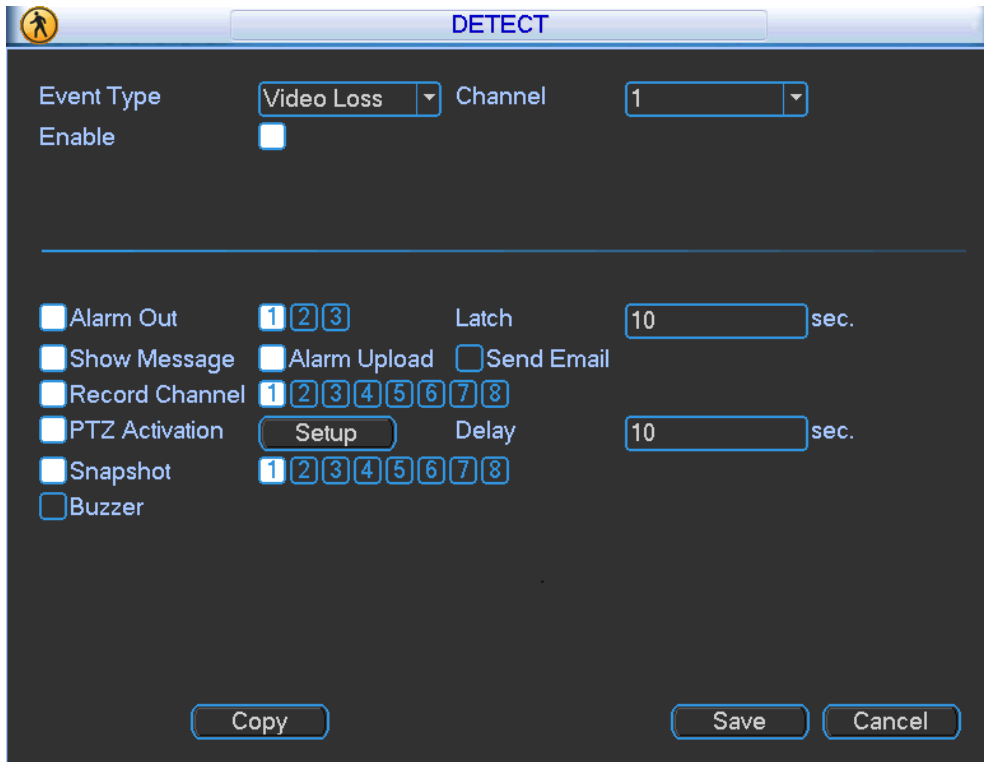 DETECT
Event Type Video Loss Channel 1
Enable
Alarm Out 1 2 3 Latch 10 sec.
Show Message Alarm Upload Send Email
Record Channel 1 2 3 4 5 6 7 8
PTZ Activation Setup Delay 10 sec.
Snapshot 1 2 3 4 5 6 7 8
Buzzer
Copy Save Cancel